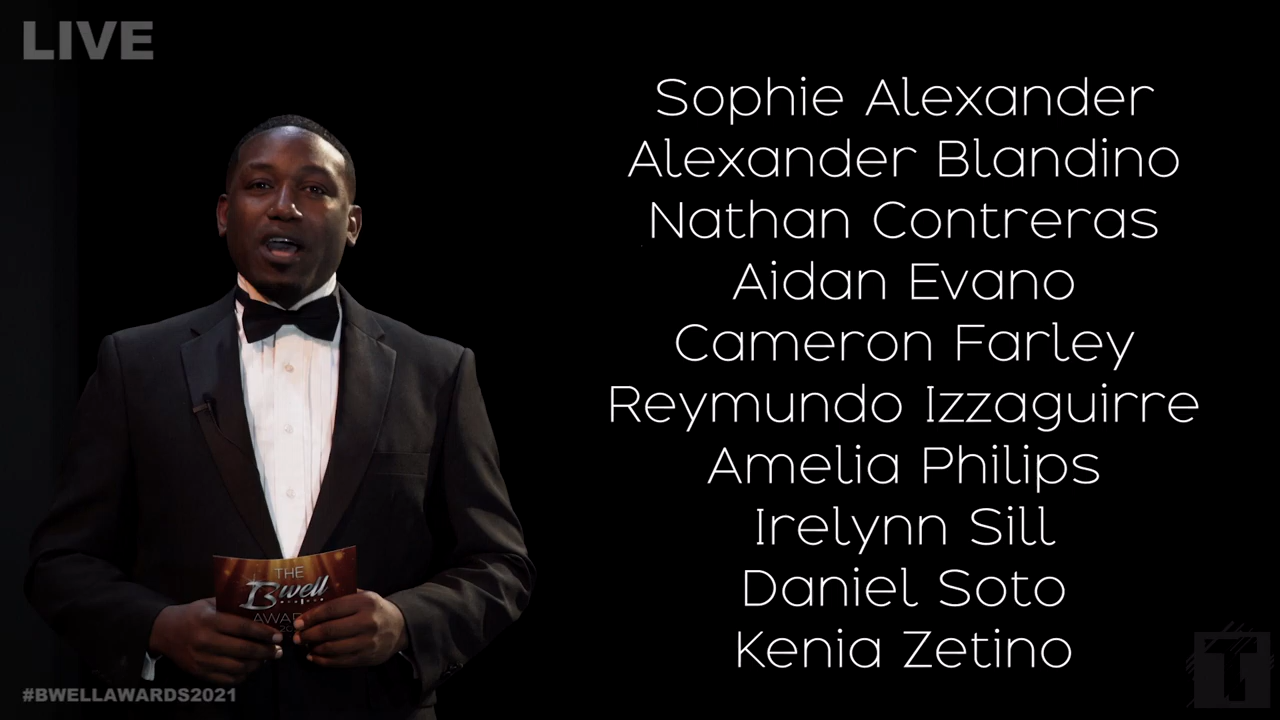 LIVE
Sophie Alexander
Alexander Blandino
Nathan Contreras
Aidan Evano
Cameron Farley
Reymundo Izzaguirre
Amelia Philips
Irelynn Sill
Daniel Soto
Kenia Zetino
THE
Bwell
#BWELLAWARDS2021
T